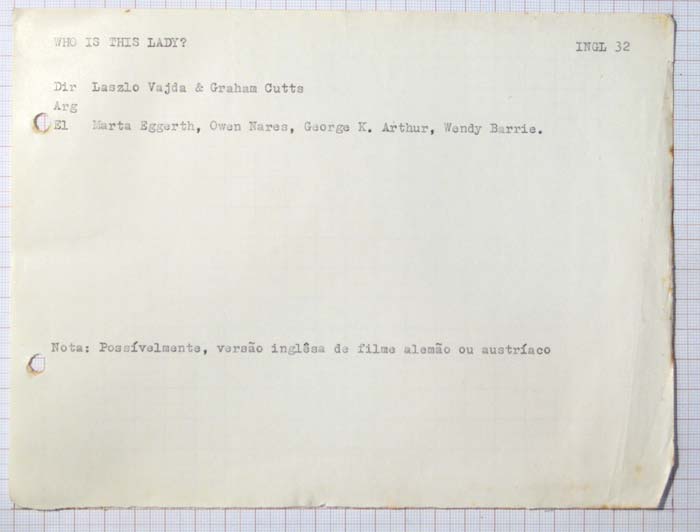 WHO IS THIS LADY?
INGL 32
Dir Laszlo Vajda & Graham Cutts
Arg
El Marta Eggerth, Owen Nares, George K. Arthur, Wendy Barrie.
Nota: Possívelmente, versão inglêsa de filme alemão ou austríaco